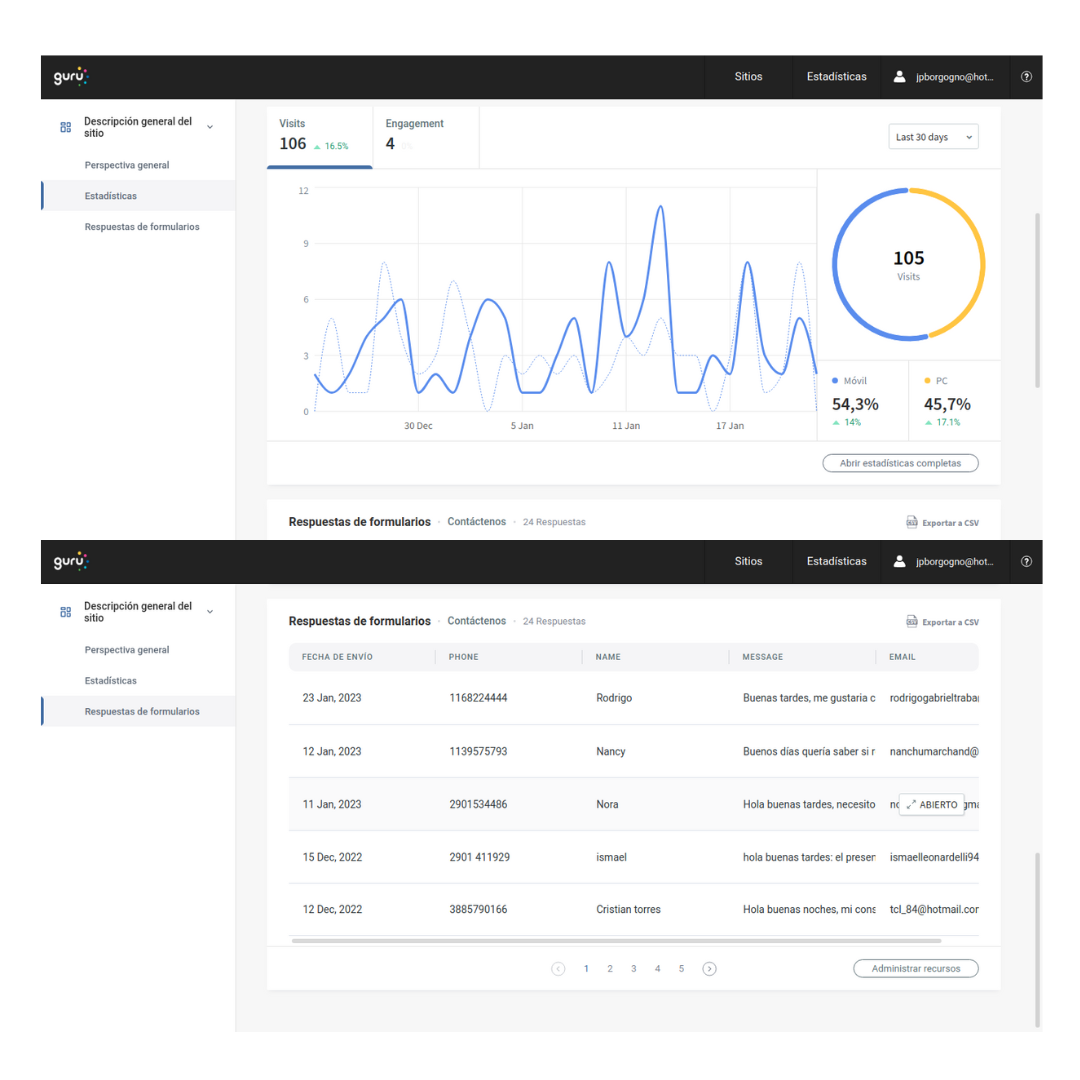 guru
Sitios
Estadísticas
jpborgogno@hot...
Descripción general del
sitio
Perspectiva general
Estadísticas
Respuestas de formularios
Visits
106 16.5%
Engagement
4
Last 30 days
12
9
6
3
0
30 Dec
5 Jan
11 Jan
17 Jan
105
Visits
Móvil
54,3%
14%
PC
45,7%
17.1%
Abrir estadísticas completas
Respuestas de formularios · Contáctenos · 24 Respuestas
Exportar a CSV
guru
Sitios
Estadísticas
jpborgogno@hot...
Descripción general del
sitio
Perspectiva general
Estadísticas
Respuestas de formularios
Respuestas de formularios · Contáctenos · 24 Respuestas
Exportar a CSV
FECHA DE ENVÍO PHONE NAME MESSAGE EMAIL
23 Jan, 2023 1168224444 Rodrigo Buenas tardes, me gustaria c rodrigogabrieltrabaj
12 Jan, 2023 1139575793 Nancy Buenos días quería saber si r nanchumarchand@
11 Jan, 2023 2901534486 Nora Hola buenas tardes, necesito ABIERTO gma
15 Dec, 2022 2901 411929 ismael hola buenas tardes: el presen ismaelleonardelli94
12 Dec, 2022 3885790166 Cristian torres Hola buenas noches, mi cons tcl_84@hotmail.cor
1 2 3 4 5
Administrar recursos